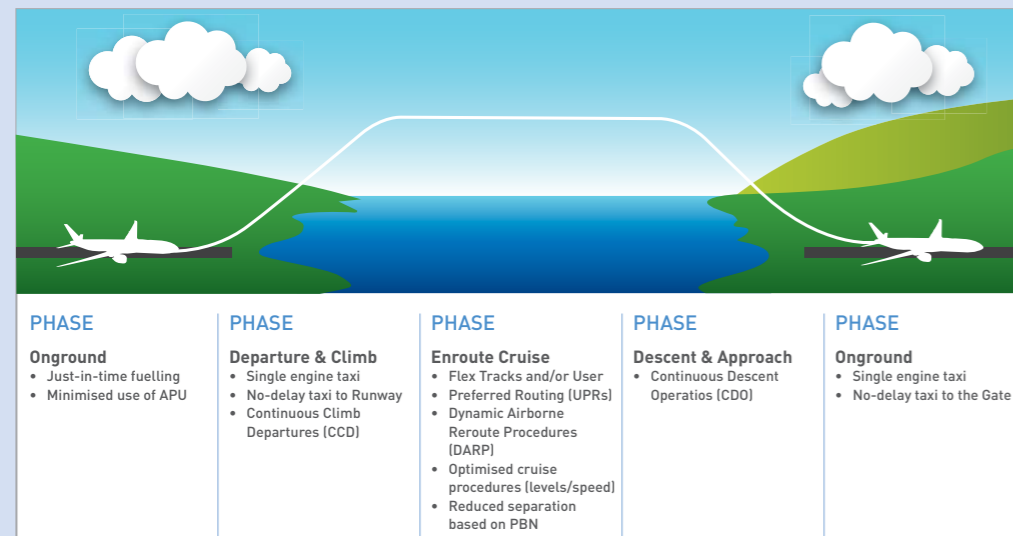 PHASE
Onground
• Just-in-time fuelling
• Minimised use of APU
PHASE
Departure & Climb
• Single engine taxi
• No-delay taxi to Runway
• Continuous Climb
Departures (CCD)
PHASE
Enroute Cruise
• Flex Tracks and/or User
• Preferred Routing (UPRs)
• Dynamic Airborne
Reroute Procedures
(DARP)
• Optimised cruise
procedures (levels/speed)
• Reduced separation
based on PBN
PHASE
Descent & Approach
• Continuous Descent
Operatios (CDO)
PHASE
Onground
• Single engine taxi
• No-delay taxi to the Gate